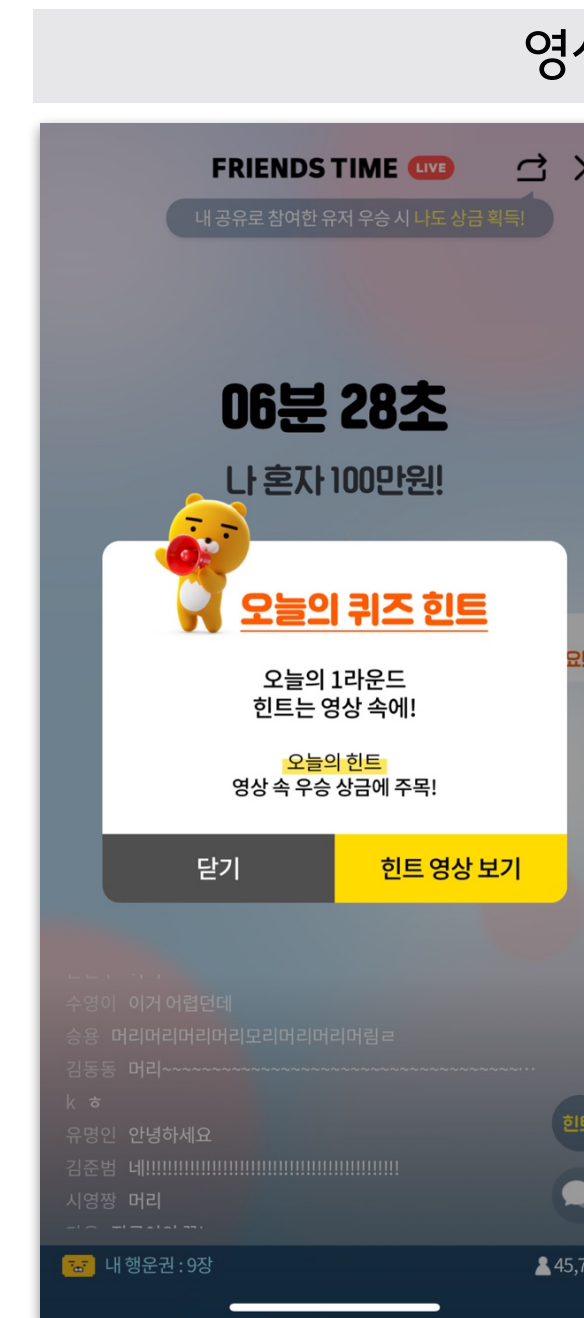 FRIENDS TIME LIVE
내 공유로 참여한 유저 우승 시 나도 상금 획득!
06분 28초
나 혼자 100만원!
오늘의 퀴즈 힌트
오늘의 1라운드
힌트는 영상 속에!
오늘의 힌트
영상 속 우승 상금에 주목!
닫기 힌트 영상 보기
수영이 이거 어렵던데
승용 머리머리머리머리모리머리머리머림ㄹ
김동동 머리~~~~~~~~~~~~~~~~~~~~~~~~~~~~~~~~~~~~…
k ㅎ
유명인 안녕하세요
김준범 네!!!!!!!!!!!!!!!!!!!!!!!!!!!!!!!!!!!!!!!!!!!!!!
시영짱 머리
힌트
내 행운권 : 9장 45,7